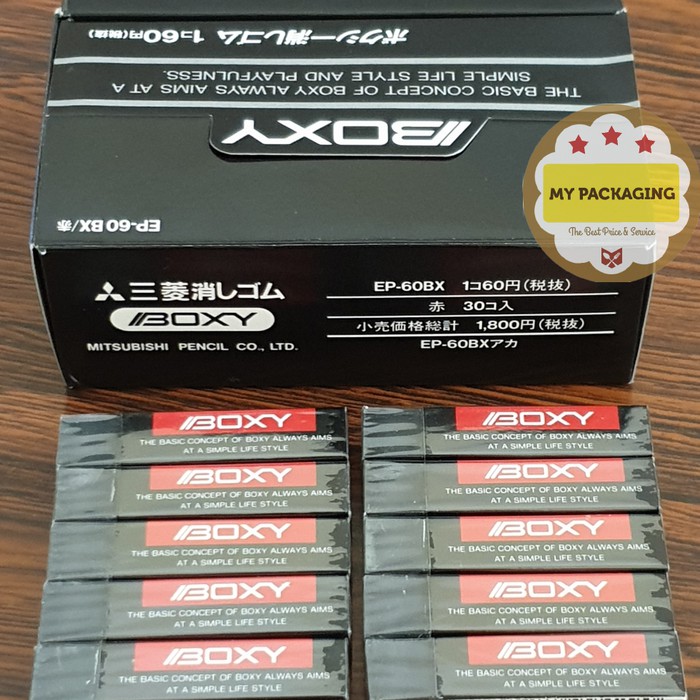 ボクシー消しゴム 1コ60円(税抜)
THE BASIC CONCEPT OF BOXY ALWAYS AIMS AT A
SIMPLE LIFE STYLE AND PLAYFULNESS.
BOXY
EP-60BX/赤
MY PACKAGING
The Best Price & Service
三菱消しゴム
BOXY
MITSUBISHI PENCIL CO., LTD.
EP-60BX 1コ60円(税抜)
赤 30コ入
小売価格総計 1,800円(税抜)
EP-60BXアカ
BOXY
THE BASIC CONCEPT OF BOXY ALWAYS AIMS
AT A SIMPLE LIFE STYLE
BOXY
THE BASIC CONCEPT OF BOXY ALWAYS AIMS
AT A SIMPLE LIFE STYLE
BOXY
THE BASIC CONCEPT OF BOXY ALWAYS AIMS
AT A SIMPLE LIFE STYLE
BOXY
THE BASIC CONCEPT OF BOXY ALWAYS AIMS
AT A SIMPLE LIFE STYLE
BOXY
THE BASIC CONCEPT OF BOXY ALWAYS AIMS
AT A SIMPLE LIFE STYLE
BOXY
THE BASIC CONCEPT OF BOXY ALWAYS AIMS
AT A SIMPLE LIFE STYLE
BOXY
THE BASIC CONCEPT OF BOXY ALWAYS AIMS
AT A SIMPLE LIFE STYLE
BOXY
THE BASIC CONCEPT OF BOXY ALWAYS AIMS
AT A SIMPLE LIFE STYLE
BOXY
THE BASIC CONCEPT OF BOXY ALWAYS AIMS
AT A SIMPLE LIFE STYLE
BOXY
THE BASIC CONCEPT OF BOXY ALWAYS AIMS
AT A SIMPLE LIFE STYLE